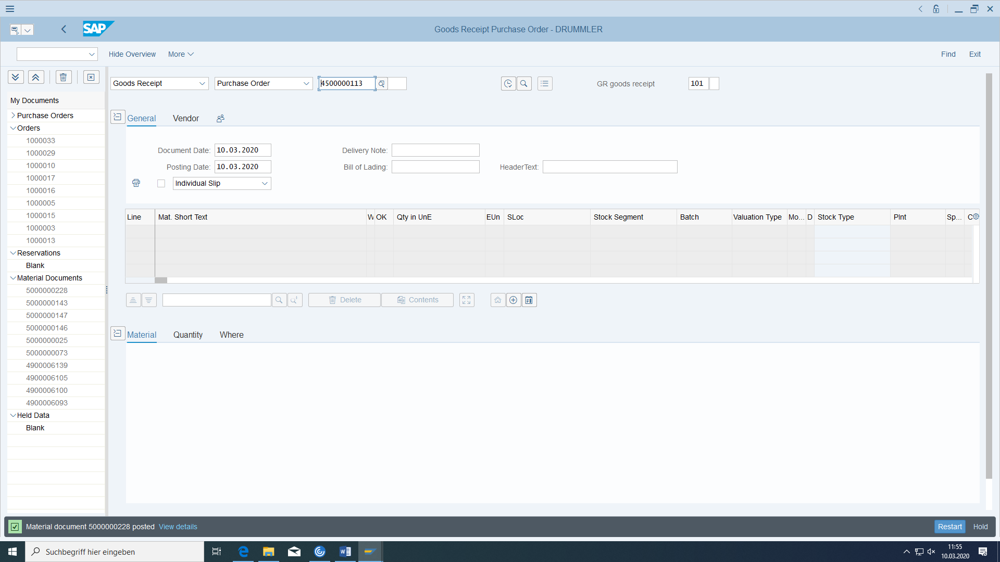 SAP
Goods Receipt Purchase Order - DRUMMLER
Hide Overview
More
Find
Exit
Goods Receipt
Purchase Order
4500000113
GR goods receipt
101
My Documents
Purchase Orders
Orders
1000033
1000029
1000010
1000017
1000016
1000005
1000015
1000003
1000013
Reservations
Blank
Material Documents
5000000228
5000000143
5000000147
5000000146
5000000025
5000000073
4900006139
4900006105
4900006100
4900006093
Held Data
Blank
General
Vendor
Document Date: 10.03.2020
Delivery Note:
Posting Date: 10.03.2020
Bill of Lading:
HeaderText:
Individual Slip
Line
Mat. Short Text
W
OK
Qty in UnE
EUn
SLoc
Stock Segment
Batch
Valuation Type
Mo...
D
Stock Type
Plnt
Sp...
C
Delete
Contents
Material
Quantity
Where
Material document 5000000228 posted View details
Restart
Hold
Suchbegriff hier eingeben
11:55
10.03.2020